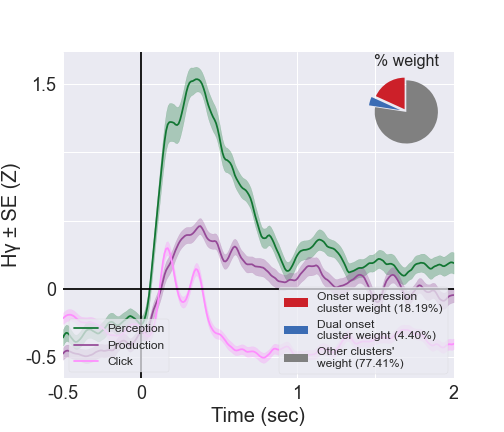 % weight
1.5
0
-0.5
Hγ ± SE (Z)
Perception
Production
Click
Onset suppression
cluster weight (18.19%)
Dual onset
cluster weight (4.40%)
Other clusters'
weight (77.41%)
-0.5 0 1 2
Time (sec)